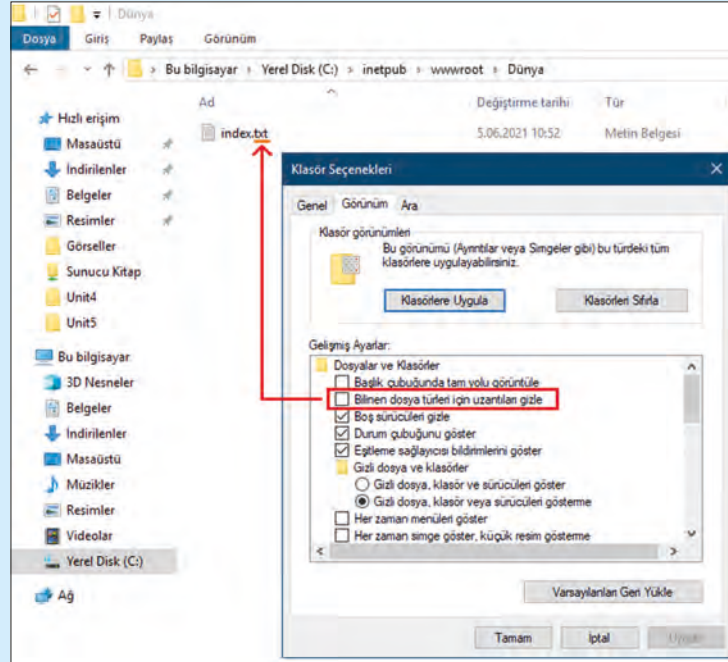 Dünya
Dosya Giriş Paylaş Görünüm
Bu bilgisayar > Yerel Disk (C:) > inetpub > wwwroot > Dünya
Ad Değiştirme tarihi Tür
index.txt 5.06.2021 10:52 Metin Belgesi
Hızlı erişim
Masaüstü
İndirilenler
Belgeler
Resimler
Görseller
Sunucu Kitap
Unit4
Unit5
Bu bilgisayar
3D Nesneler
Belgeler
İndirilenler
Masaüstü
Müzikler
Resimler
Videolar
Yerel Disk (C:)
Ağ
Klasör Seçenekleri
Genel Görünüm Ara
Klasör görünümleri
Bu görünümü (Ayrıntılar veya Simgeler gibi) bu türdeki tüm
klasörlere uygulayabilirsiniz.
Klasörlere Uygula Klasörleri Sıfırla
Gelişmiş Ayarlar:
Dosyalar ve Klasörler
Başlık çubuğunda tam yolu görüntüle
Bilinen dosya türleri için uzantıları gizle
Boş sürücüleri gizle
Durum çubuğunu göster
Eşitleme sağlayıcısı bildirimlerini göster
Gizli dosya ve klasörler
Gizli dosya, klasör ve sürücüleri göster
Gizli dosya, klasör veya sürücüleri gösterme
Her zaman menüleri göster
Her zaman simge göster, küçük resim gösterme
Varsayılanları Geri Yükle
Tamam İptal Uygula